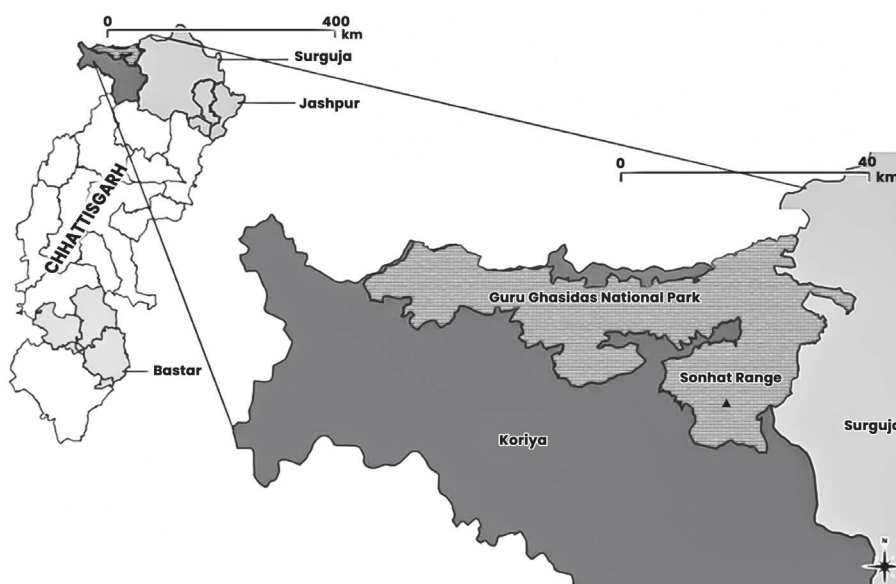 0 400
km
Surguja
Jashpur
CHHATTISGARH
Bastar
0 40
km
Guru Ghasidas National Park
Sonhat Range
Koriya
Surguja
N